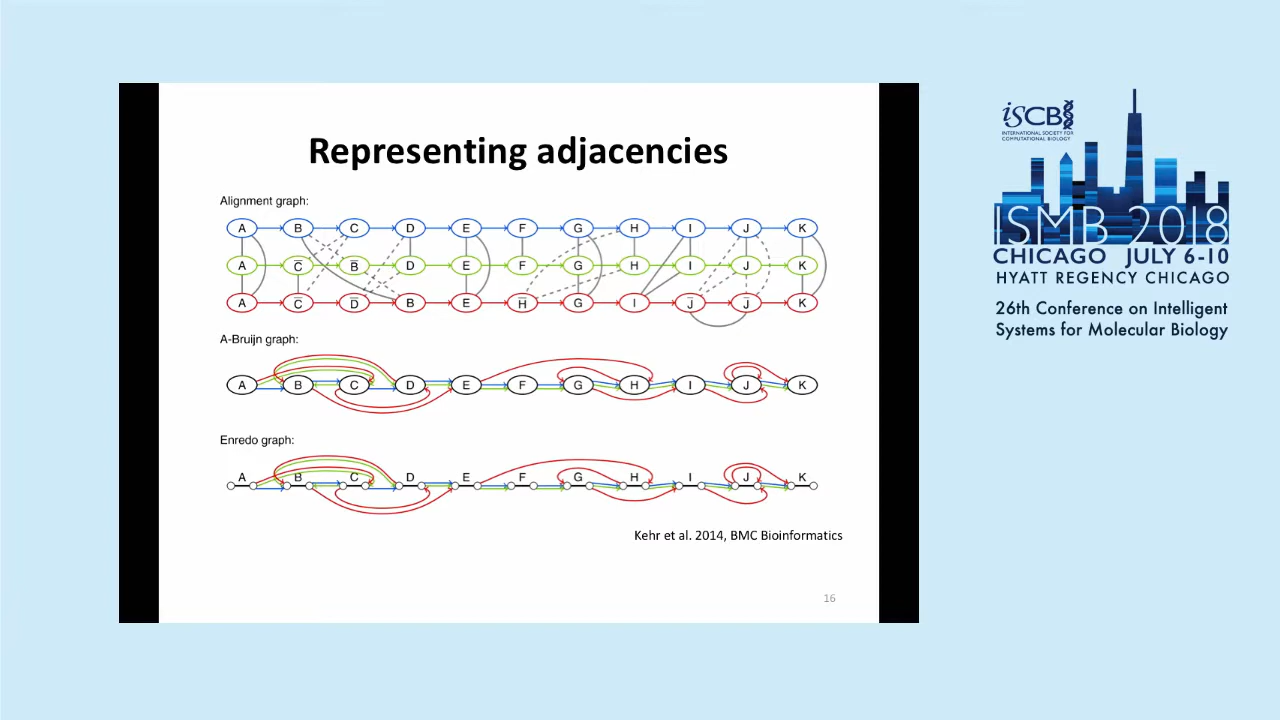 Representing adjacencies
Alignment graph:
A B C D E F G H I J K
A C̅ B̅ D E F G H I J K
A C̅ D̅ B E H̅ G I J̅ J̅ K
A-Bruijn graph:
A B C D E F G H I J K
Enredo graph:
A B C D E F G H I J K
Kehr et al. 2014, BMC Bioinformatics
16
iSCB
INTERNATIONAL SOCIETY FOR
COMPUTATIONAL BIOLOGY
ISMB 2018
CHICAGO JULY 6-10
HYATT REGENCY CHICAGO
26th Conference on Intelligent
Systems for Molecular Biology